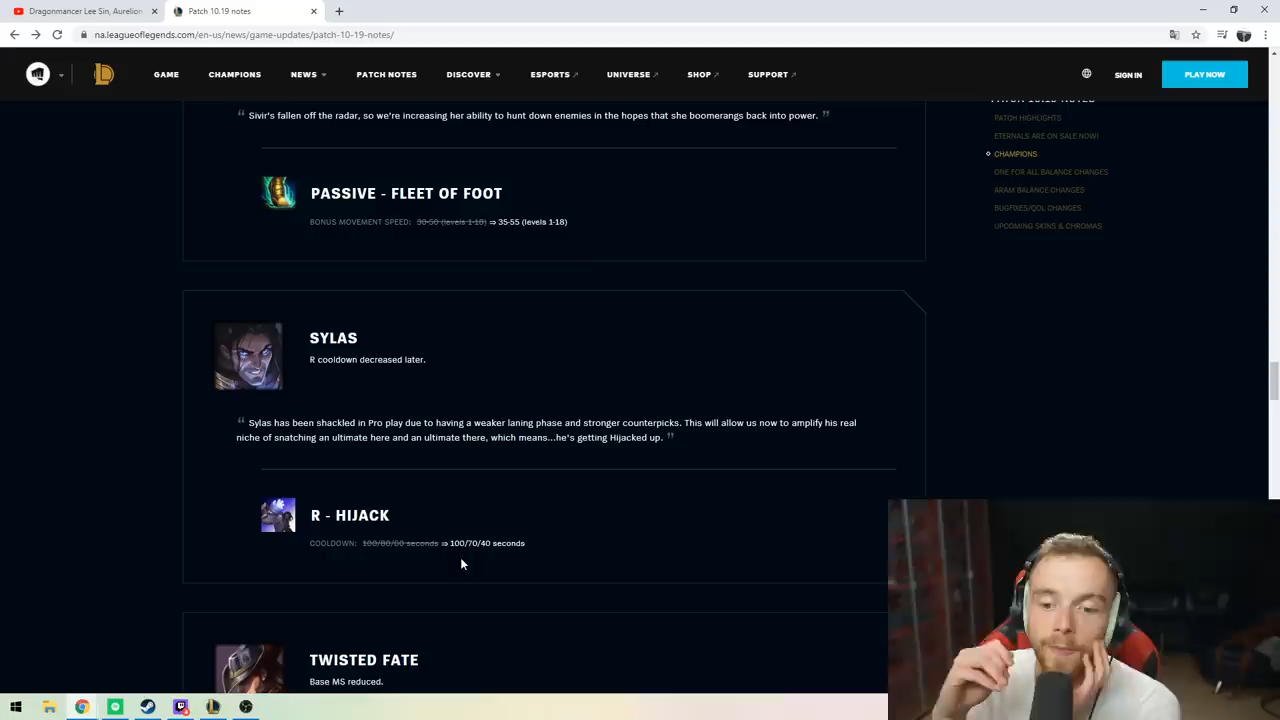 Dragonmancer Lee Sin, Aurelion
Patch 10.19 notes
na.leagueoflegends.com/en-us/news/game-updates/patch-10-19-notes/
GAME
CHAMPIONS
NEWS
PATCH NOTES
DISCOVER
ESPORTS
UNIVERSE
SHOP
SUPPORT
SIGN IN
PLAY NOW
PATCH 10.19 NOTES
PATCH HIGHLIGHTS
ETERNALS ARE ON SALE NOW!
CHAMPIONS
ONE FOR ALL BALANCE CHANGES
ARAM BALANCE CHANGES
BUGFIXES/QOL CHANGES
UPCOMING SKINS & CHROMAS
“ Sivir's fallen off the radar, so we're increasing her ability to hunt down enemies in the hopes that she boomerangs back into power. ”
PASSIVE - FLEET OF FOOT
BONUS MOVEMENT SPEED: 30-50 (levels 1-18) ⇒ 35-55 (levels 1-18)
SYLAS
R cooldown decreased later.
“ Sylas has been shackled in Pro play due to having a weaker laning phase and stronger counterpicks. This will allow us now to amplify his real
niche of snatching an ultimate here and an ultimate there, which means...he's getting Hijacked up. ”
R - HIJACK
COOLDOWN: 100/80/60 seconds ⇒ 100/70/40 seconds
TWISTED FATE
Base MS reduced.